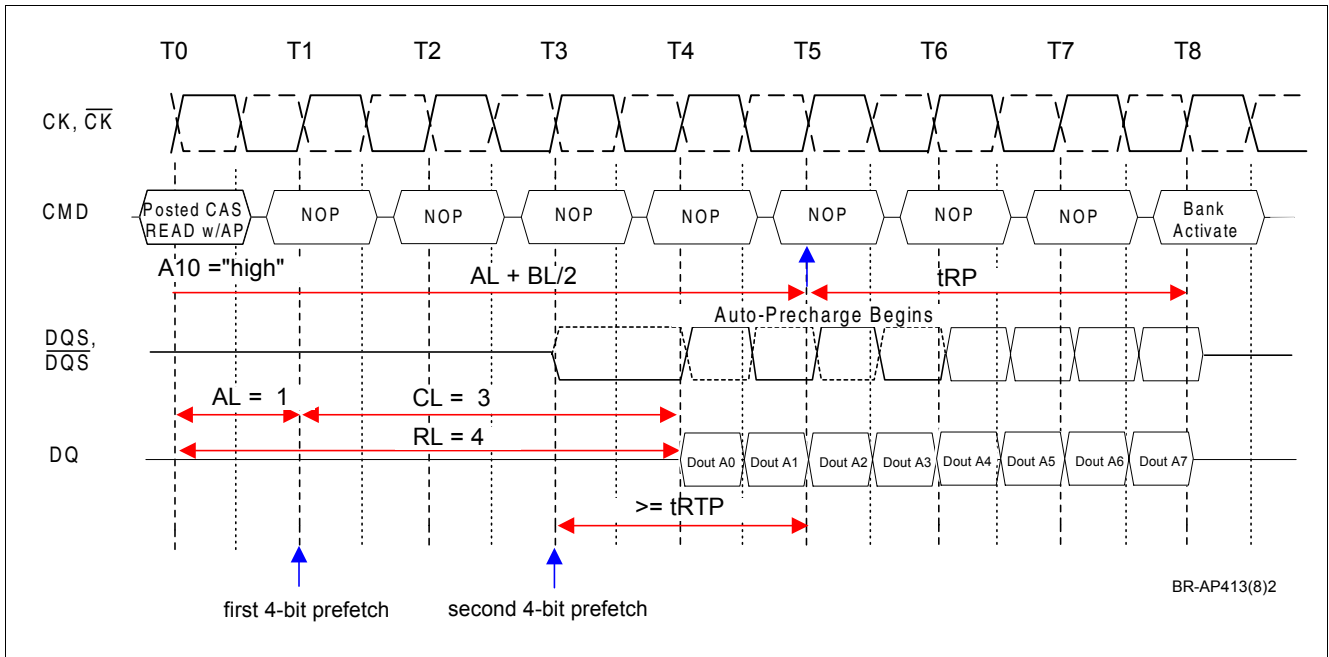 T0 T1 T2 T3 T4 T5 T6 T7 T8
CK, CK
CMD
Posted CAS
READ w/AP
NOP NOP NOP NOP NOP NOP NOP
Bank
Activate
A10 ="high"
AL + BL/2
tRP
Auto-Precharge Begins
DQS,
DQS
AL = 1
CL = 3
RL = 4
DQ
Dout A0 Dout A1 Dout A2 Dout A3 Dout A4 Dout A5 Dout A6 Dout A7
>= tRTP
first 4-bit prefetch
second 4-bit prefetch
BR-AP413(8)2